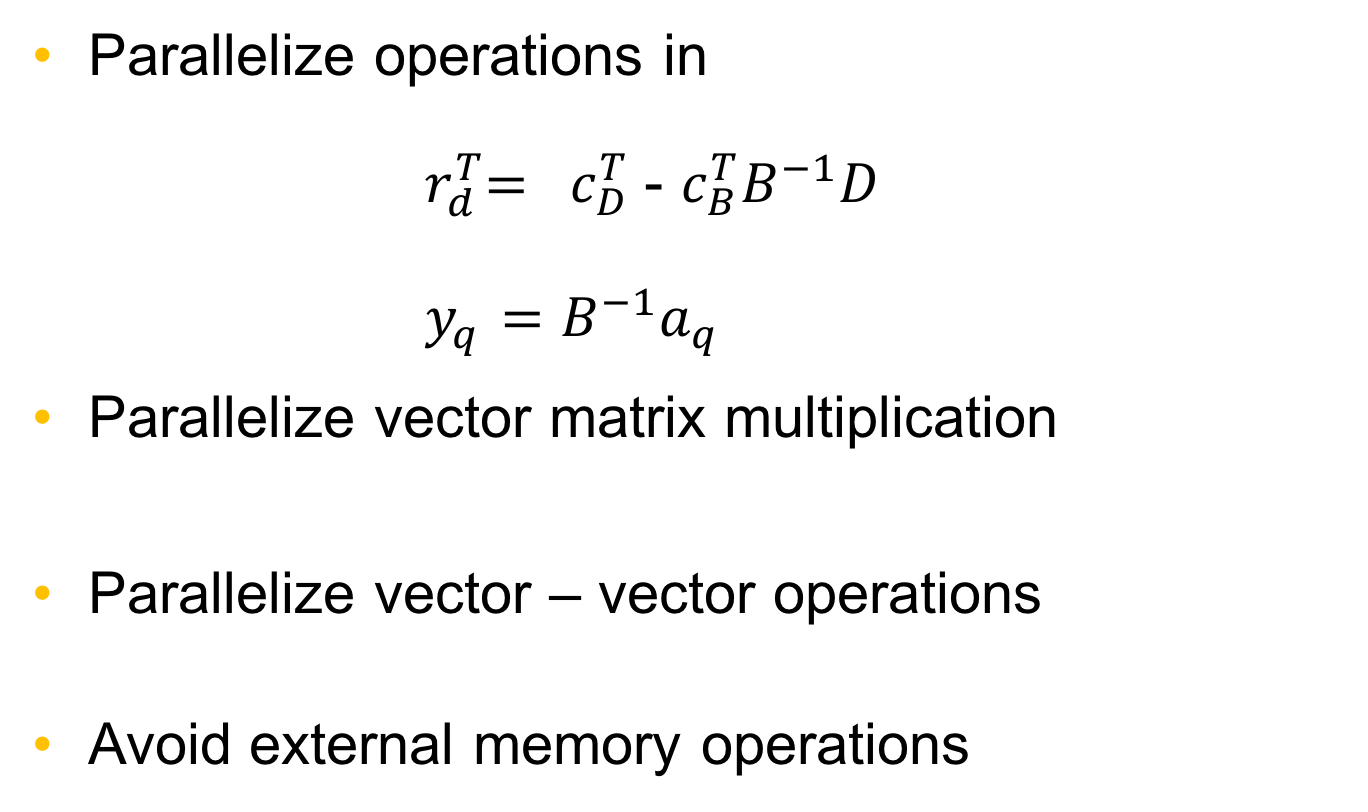 • Parallelize operations in
$r_d^T = c_D^T - c_B^T B^{-1} D$
$y_q = B^{-1} a_q$
• Parallelize vector matrix multiplication
• Parallelize vector – vector operations
• Avoid external memory operations